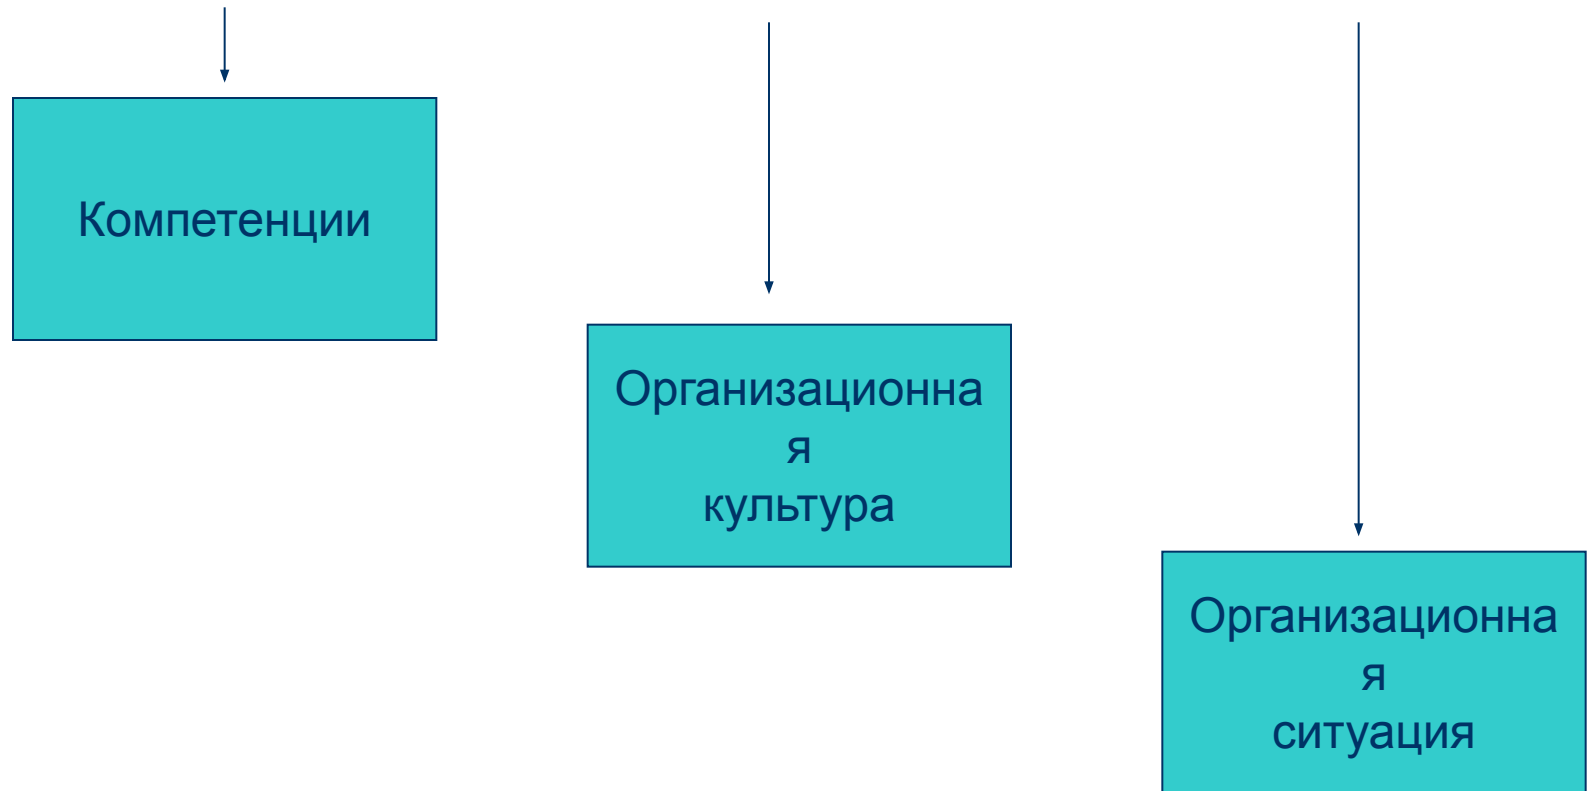 Компетенции
Организационна
я
культура
Организационна
я
ситуация